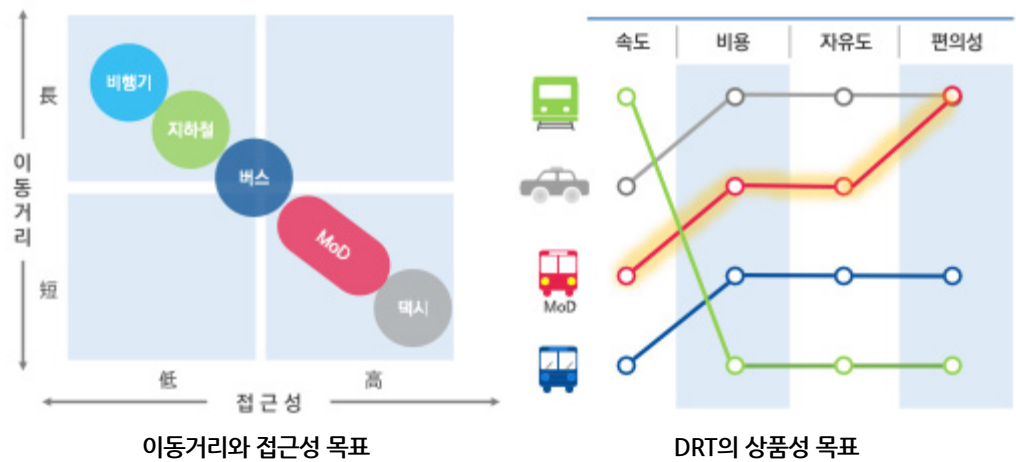 비행기
지하철
버스
MoD
택시
이동거리
長
短
低
高
접근성
이동거리와 접근성 목표
속도
비용
자유도
편의성
MoD
DRT의 상품성 목표